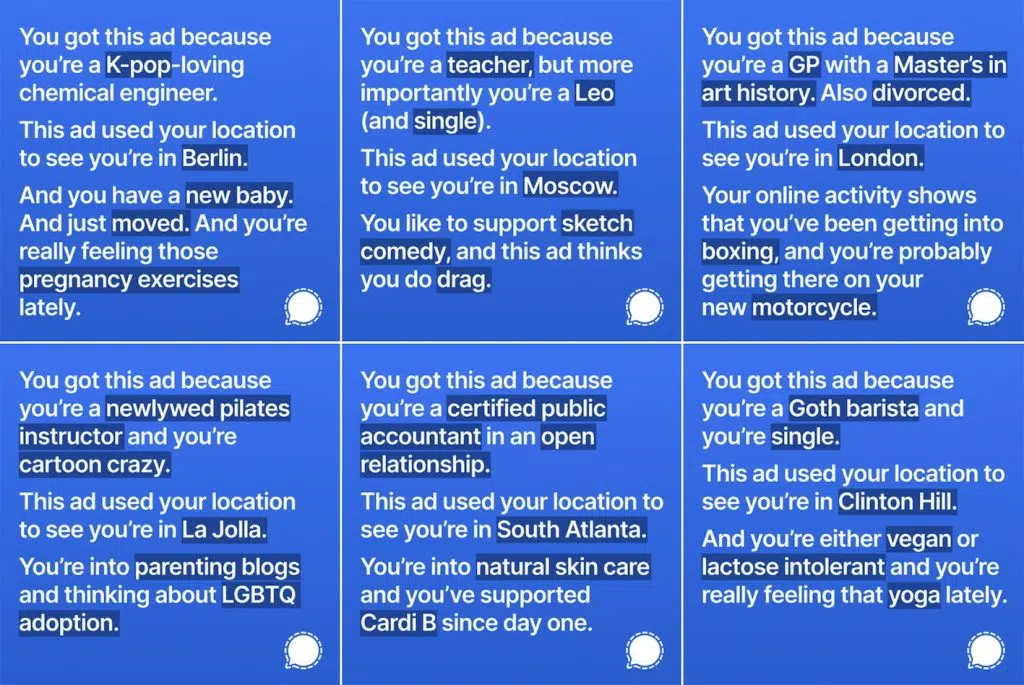 You got this ad because
you're a K-pop-loving
chemical engineer.
This ad used your location
to see you're in Berlin.
And you have a new baby.
And just moved. And you're
really feeling those
pregnancy exercises
lately.
You got this ad because
you're a teacher, but more
importantly you're a Leo
(and single).
This ad used your location
to see you're in Moscow.
You like to support sketch
comedy, and this ad thinks
you do drag.
You got this ad because
you're a GP with a Master's in
art history. Also divorced.
This ad used your location to
see you're in London.
Your online activity shows
that you've been getting into
boxing, and you're probably
getting there on your
new motorcycle.
You got this ad because
you're a newlywed pilates
instructor and you're
cartoon crazy.
This ad used your location
to see you're in La Jolla.
You're into parenting blogs
and thinking about LGBTQ
adoption.
You got this ad because
you're a certified public
accountant in an open
relationship.
This ad used your location to
see you're in South Atlanta.
You're into natural skin care
and you've supported
Cardi B since day one.
You got this ad because
you're a Goth barista and
you're single.
This ad used your location to
see you're in Clinton Hill.
And you're either vegan or
lactose intolerant and you're
really feeling that yoga lately.